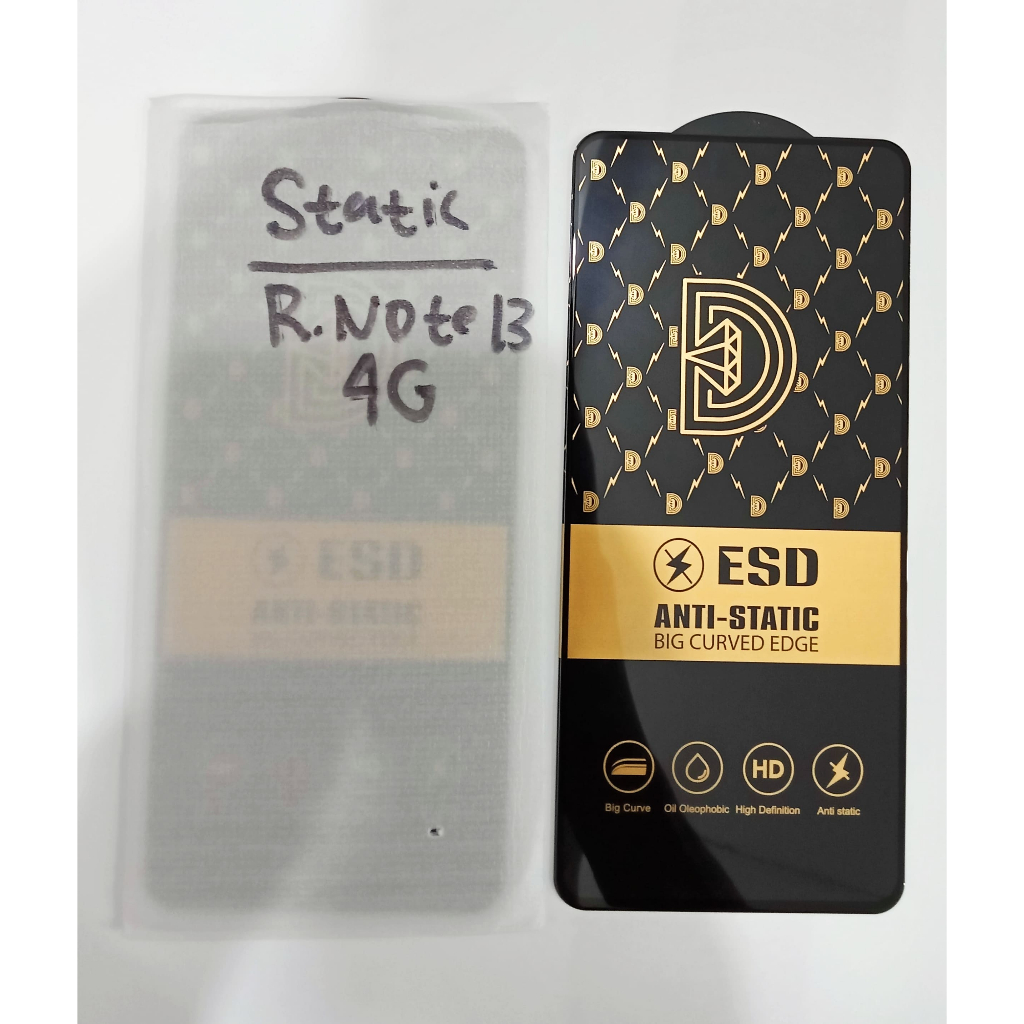 Static
R.Note 13
4G
ESD
ANTI-STATIC
ESD
ANTI-STATIC
BIG CURVED EDGE
HD
Big Curve Oil Oleophobic High Definition Anti static